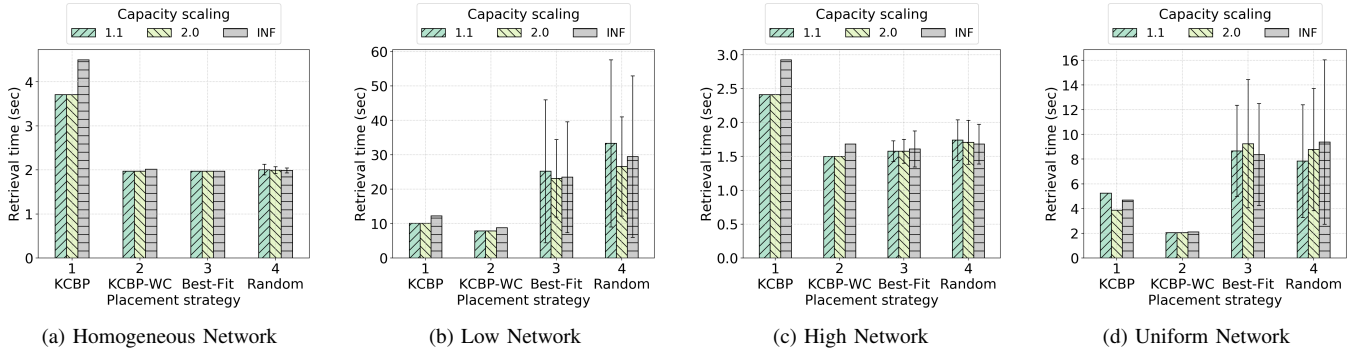 Capacity scaling
1.1 2.0 INF
Retrieval time (sec)
4
3
2
1
0
1 2 3 4
KCBP KCBP-WC Best-Fit Random
Placement strategy
(a) Homogeneous Network
Capacity scaling
1.1 2.0 INF
Retrieval time (sec)
60
50
40
30
20
10
0
1 2 3 4
KCBP KCBP-WC Best-Fit Random
Placement strategy
(b) Low Network
Capacity scaling
1.1 2.0 INF
Retrieval time (sec)
3.0
2.5
2.0
1.5
1.0
0.5
0.0
1 2 3 4
KCBP KCBP-WC Best-Fit Random
Placement strategy
(c) High Network
Capacity scaling
1.1 2.0 INF
Retrieval time (sec)
16
14
12
10
8
6
4
2
0
1 2 3 4
KCBP KCBP-WC Best-Fit Random
Placement strategy
(d) Uniform Network